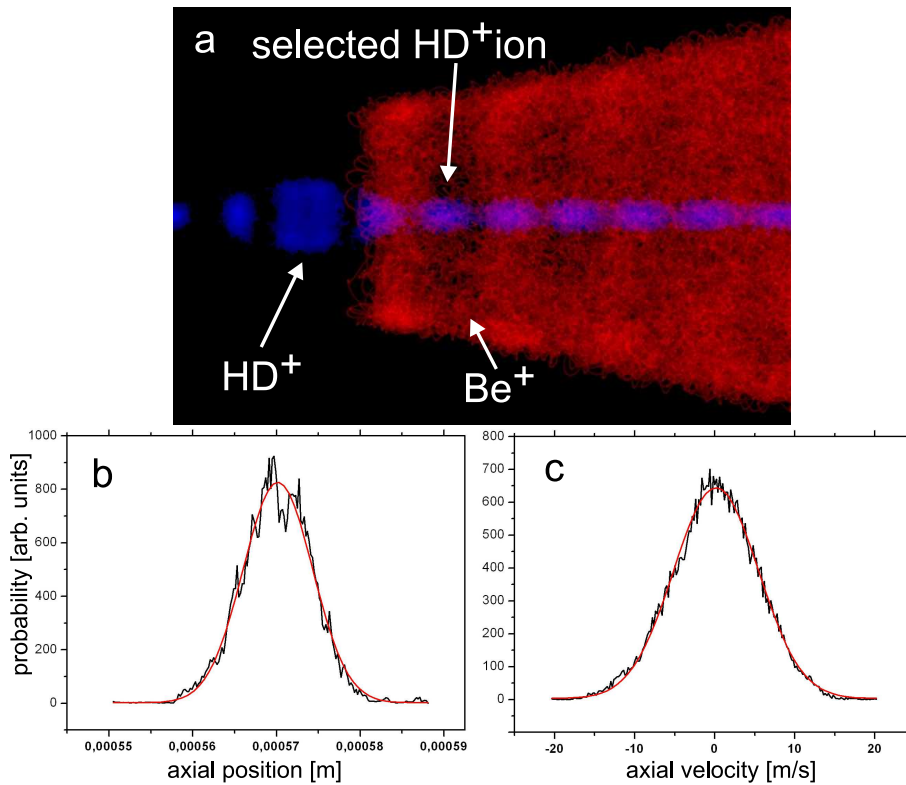 a
selected HD⁺ion
HD⁺
Be⁺
b
probability [arb. units]
1000
800
600
400
200
0
0,00055 0,00056 0,00057 0,00058 0,00059
axial position [m]
c
800
700
600
500
400
300
200
100
0
-20 -10 0 10 20
axial velocity [m/s]